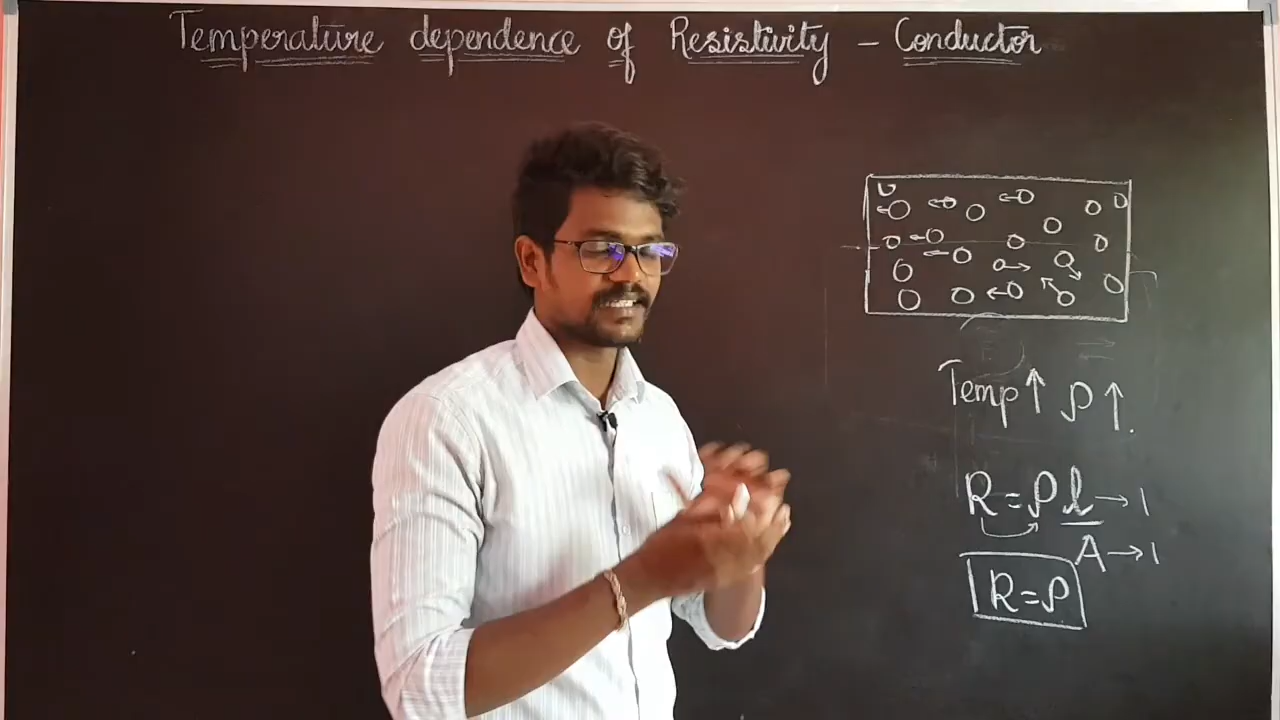 Temperature dependence of Resistivity – Conductor
Temp↑ ρ↑.
R = ρ l → 1
A → 1
R = ρ